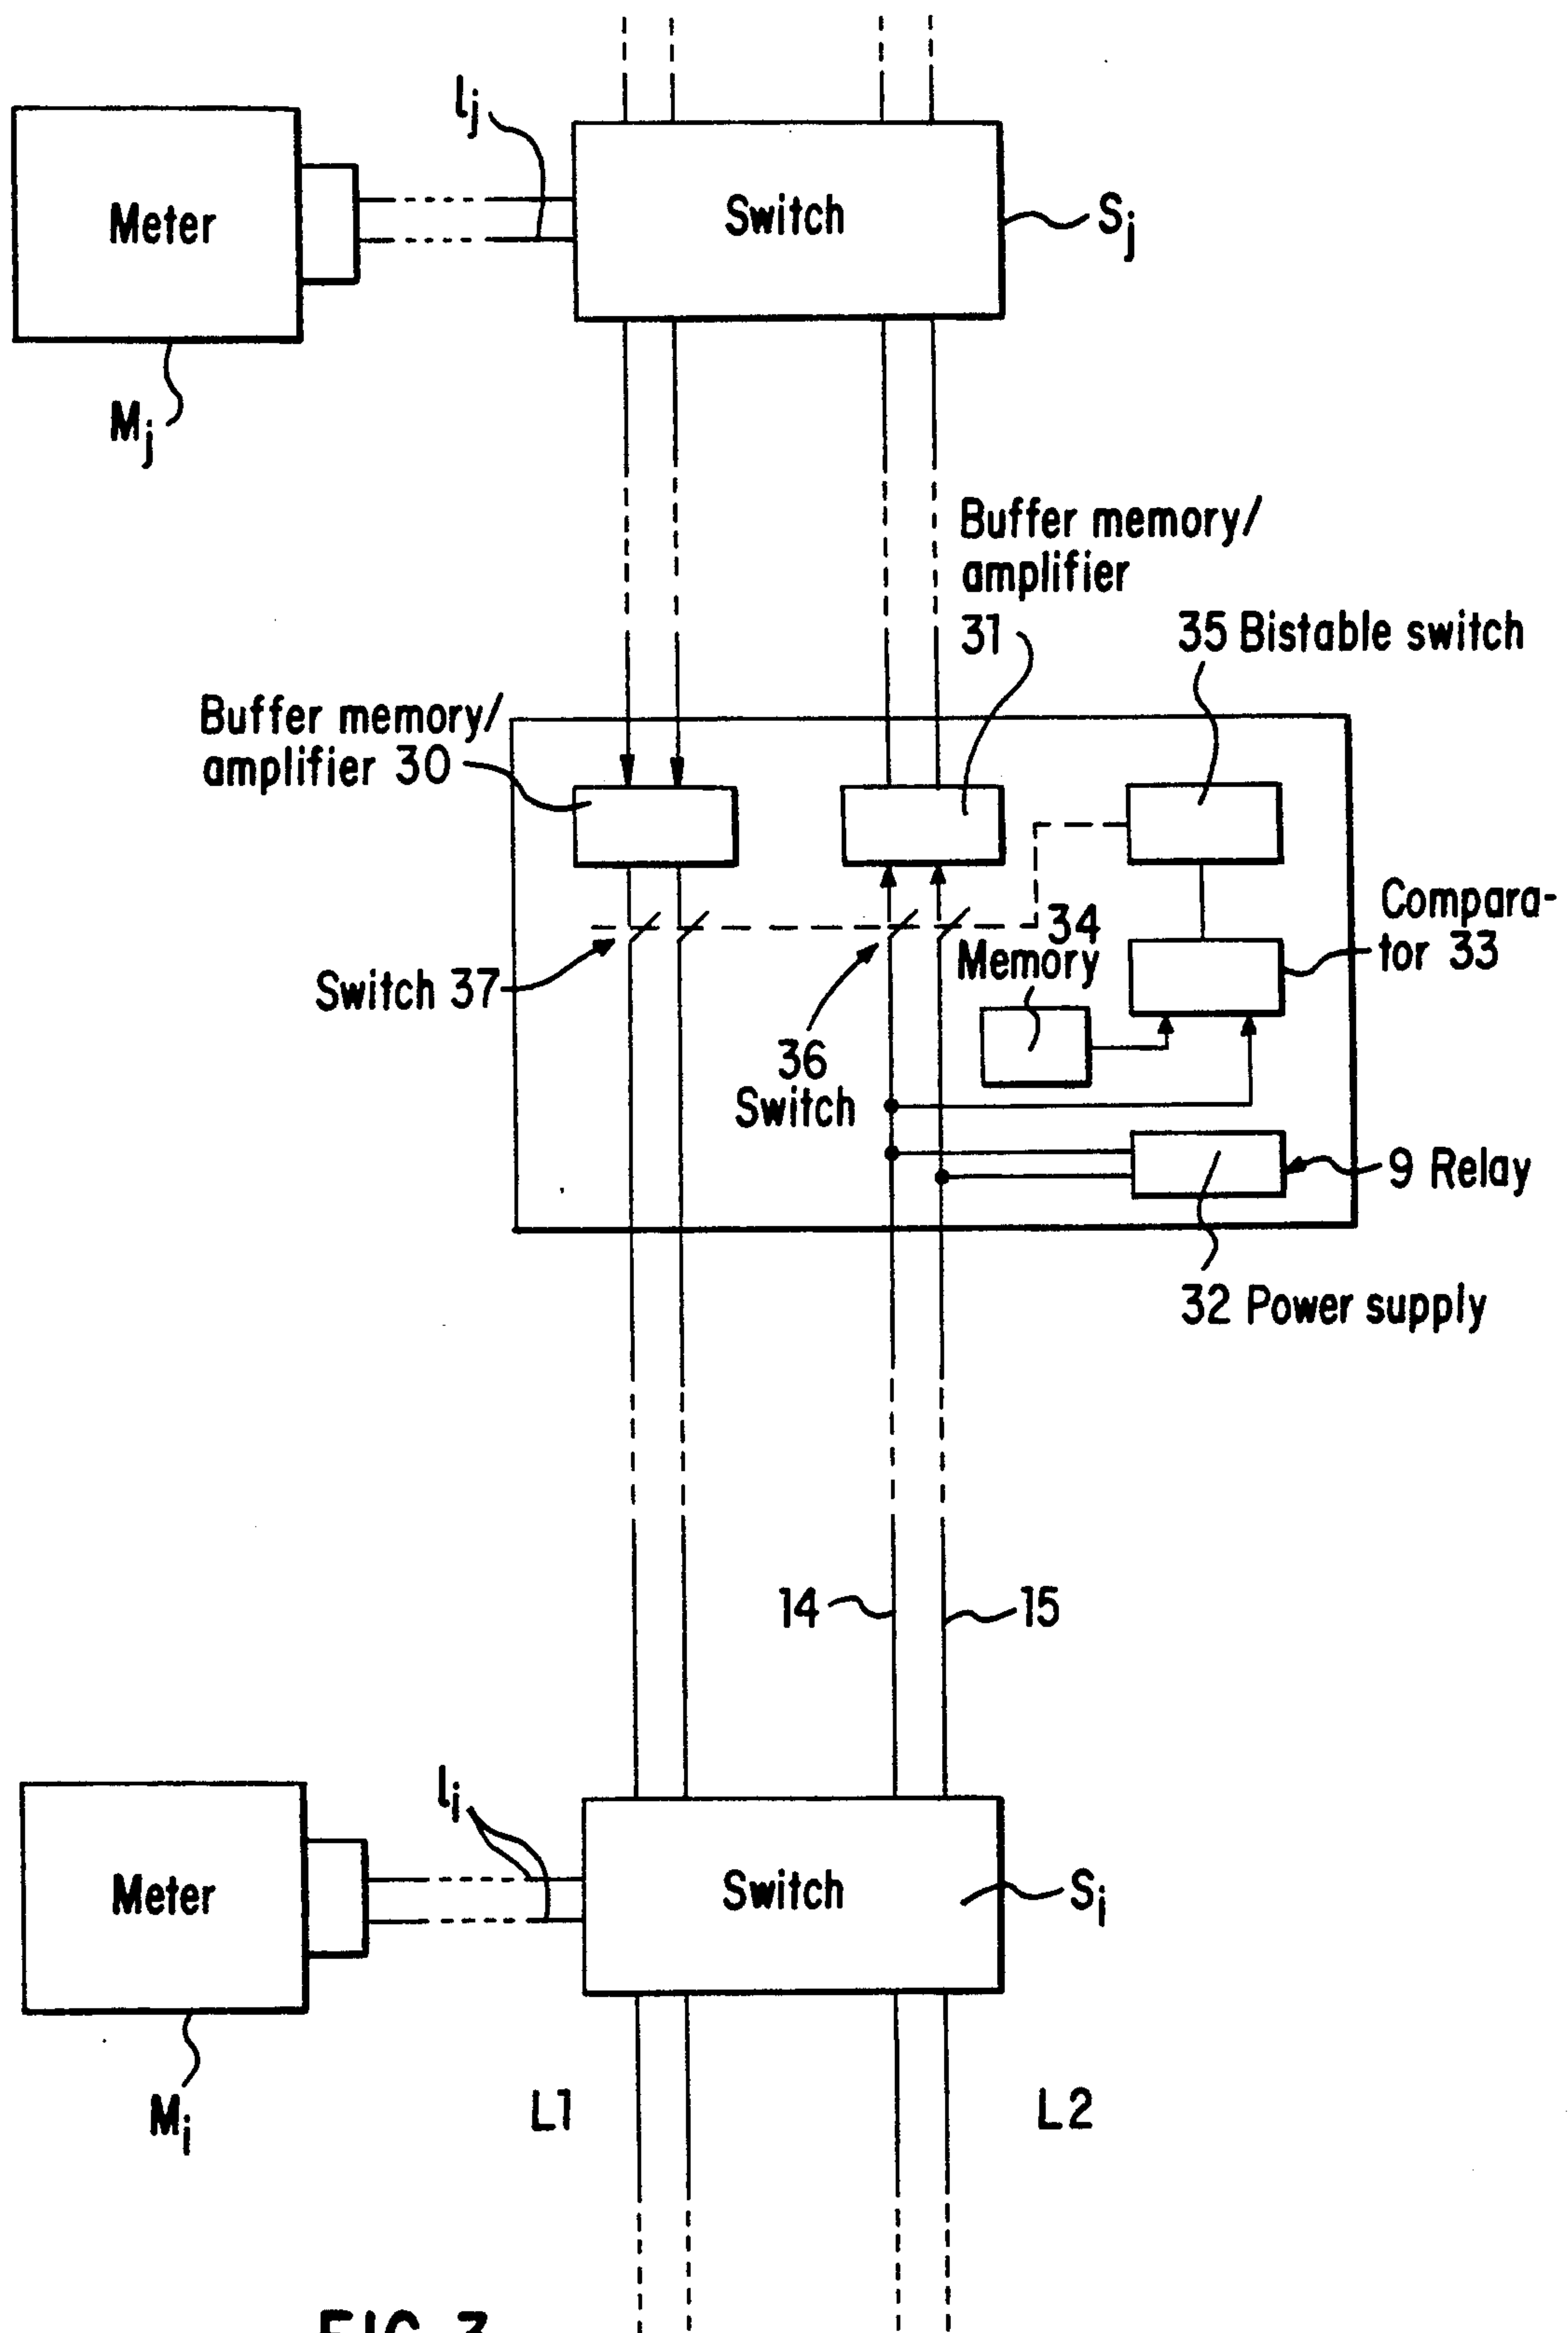 lj
Meter
Switch
Sj
Mj
Buffer memory/
amplifier
31
35 Bistable switch
Buffer memory/
amplifier 30
Compara-
tor 33
34
Memory
Switch 37
36
Switch
9 Relay
32 Power supply
14
15
li
Meter
Switch
Si
Mi
L1
L2
FIG. 3